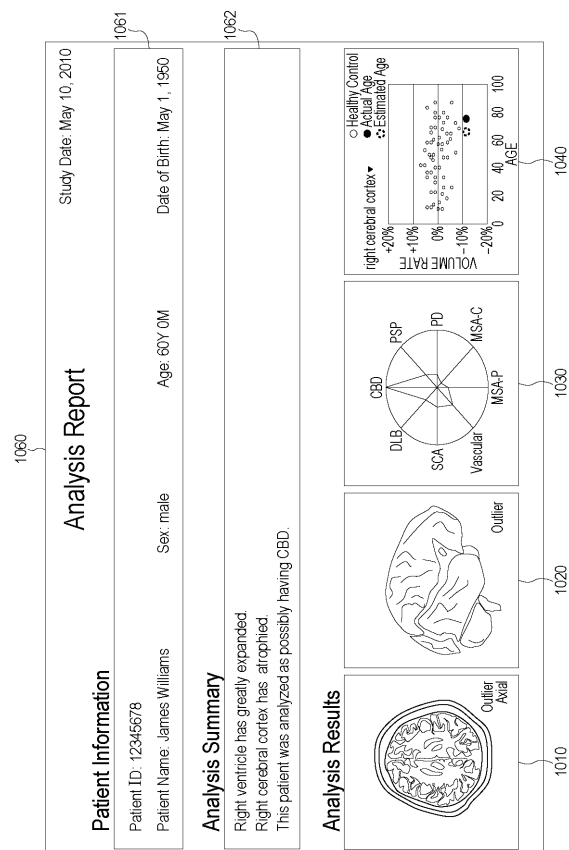 1060
Analysis Report
Study Date: May 10, 2010
Patient Information
1061
Patient ID: 12345678
Patient Name: James Williams Sex: male Age: 60Y 0M Date of Birth: May 1, 1950
Analysis Summary
1062
Right ventricle has greatly expanded.
Right cerebral cortex has atrophied.
This patient was analyzed as possibly having CBD.
Analysis Results
Outlier
Axial
1010
Outlier
1020
CBD
PSP
PD
MSA-C
MSA-P
Vascular
SCA
DLB
1030
right cerebral cortex▼
○ Healthy Control
● Actual Age
Estimated Age
VOLUME RATE
+20%
+10%
0%
−10%
−20%
0 20 40 60 80 100
AGE
1040